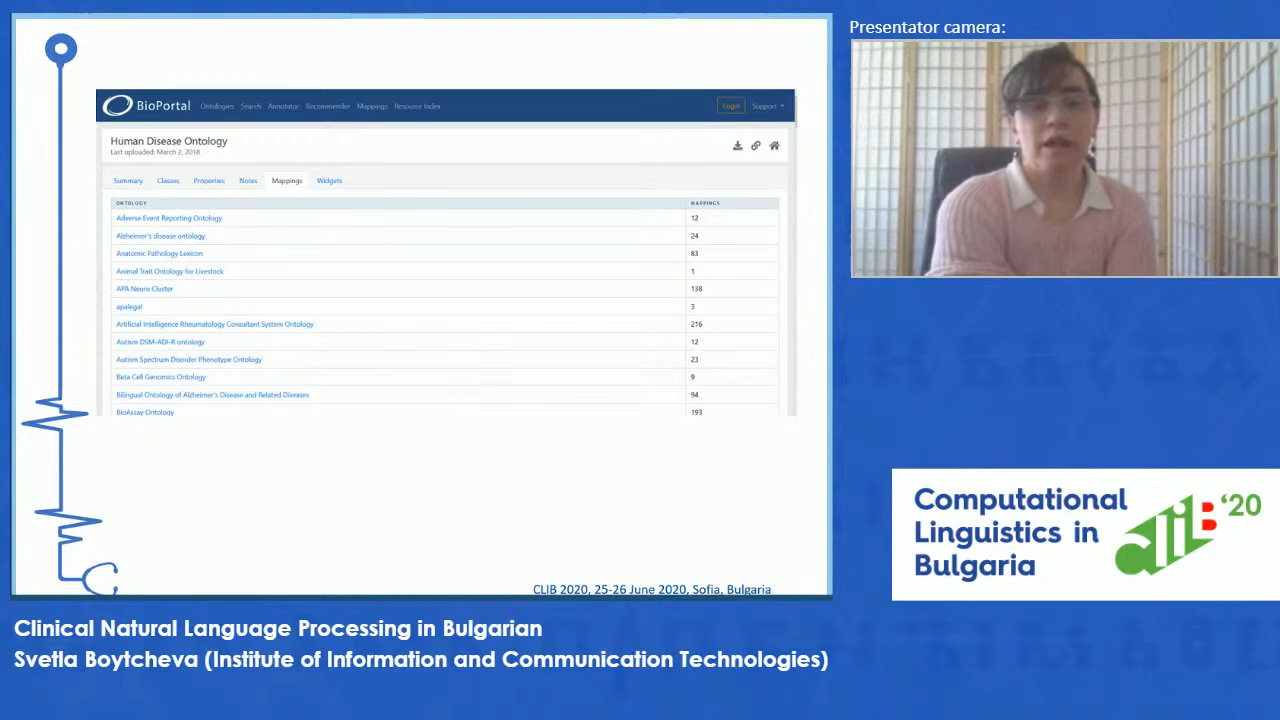 Presentator camera:
BioPortal Ontologies Search Annotator Recommender Mappings Resource Index Login Support
Human Disease Ontology
Last uploaded: March 2, 2018
Summary Classes Properties Notes Mappings Widgets
ONTOLOGY MAPPINGS
Adverse Event Reporting Ontology 12
Alzheimer's disease ontology 24
Anatomic Pathology Lexicon 83
Animal Trait Ontology for Livestock 1
APA Neuro Cluster 138
apalegal 3
Artificial Intelligence Rheumatology Consultant System Ontology 216
Autism DSM-ADI-R ontology 12
Autism Spectrum Disorder Phenotype Ontology 23
Beta Cell Genomics Ontology 9
Bilingual Ontology of Alzheimer's Disease and Related Diseases 94
BioAssay Ontology 193
CLIB 2020, 25-26 June 2020, Sofia, Bulgaria
Computational
Linguistics in
Bulgaria
cliB '20
Clinical Natural Language Processing in Bulgarian
Svetla Boytcheva (Institute of Information and Communication Technologies)